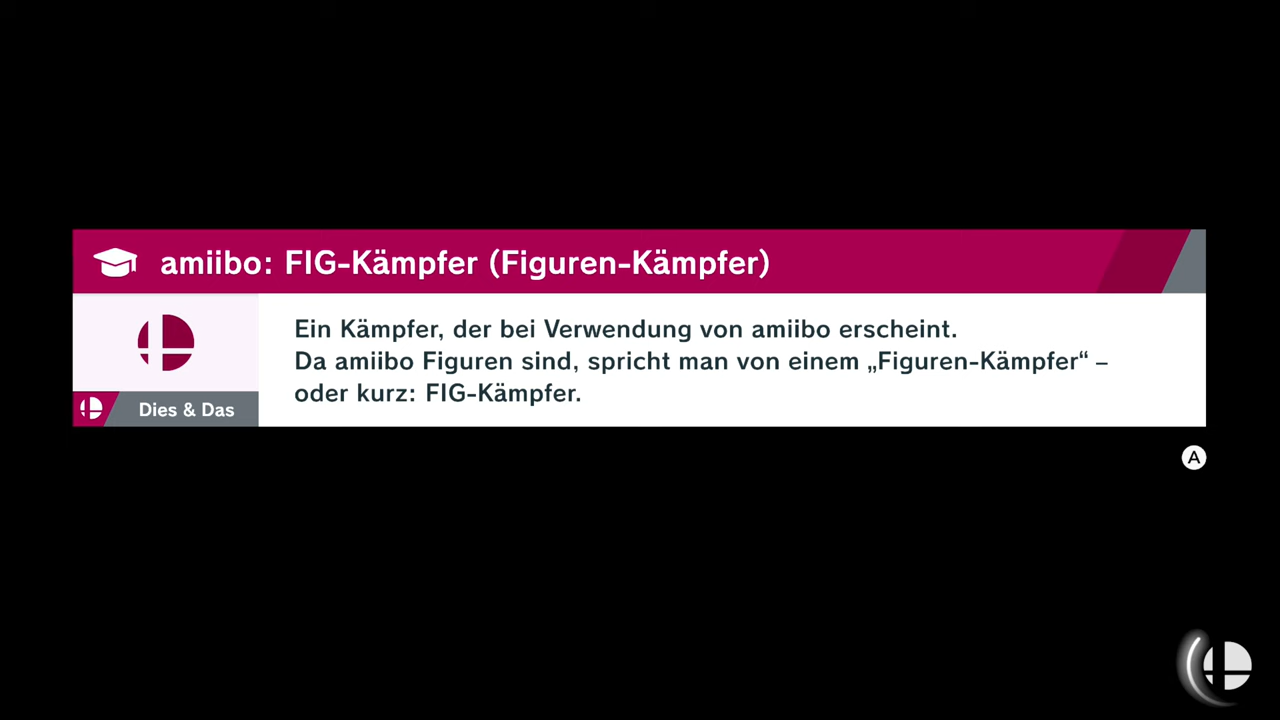 amiibo: FIG-Kämpfer (Figuren-Kämpfer)
Ein Kämpfer, der bei Verwendung von amiibo erscheint.
Da amiibo Figuren sind, spricht man von einem „Figuren-Kämpfer“ –
oder kurz: FIG-Kämpfer.
Dies & Das
A